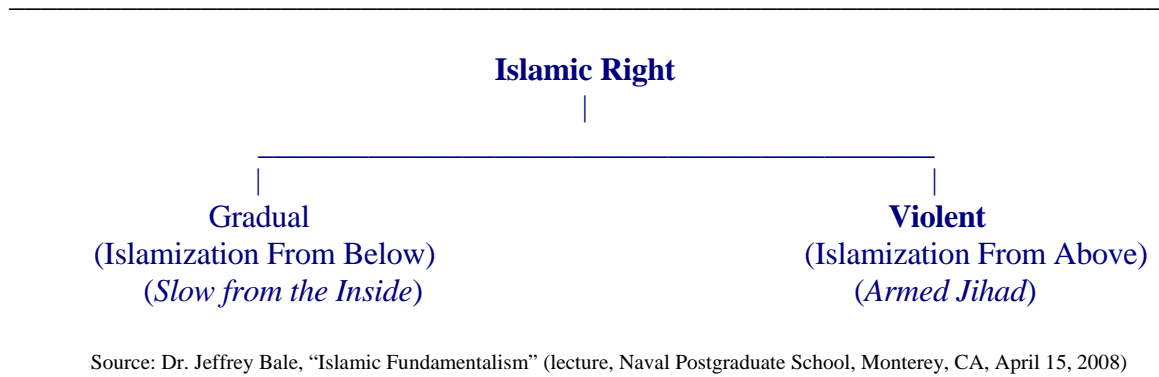 Islamic Right
Gradual Violent
(Islamization From Below) (Islamization From Above)
(Slow from the Inside) (Armed Jihad)
Source: Dr. Jeffrey Bale, “Islamic Fundamentalism” (lecture, Naval Postgraduate School, Monterey, CA, April 15, 2008)